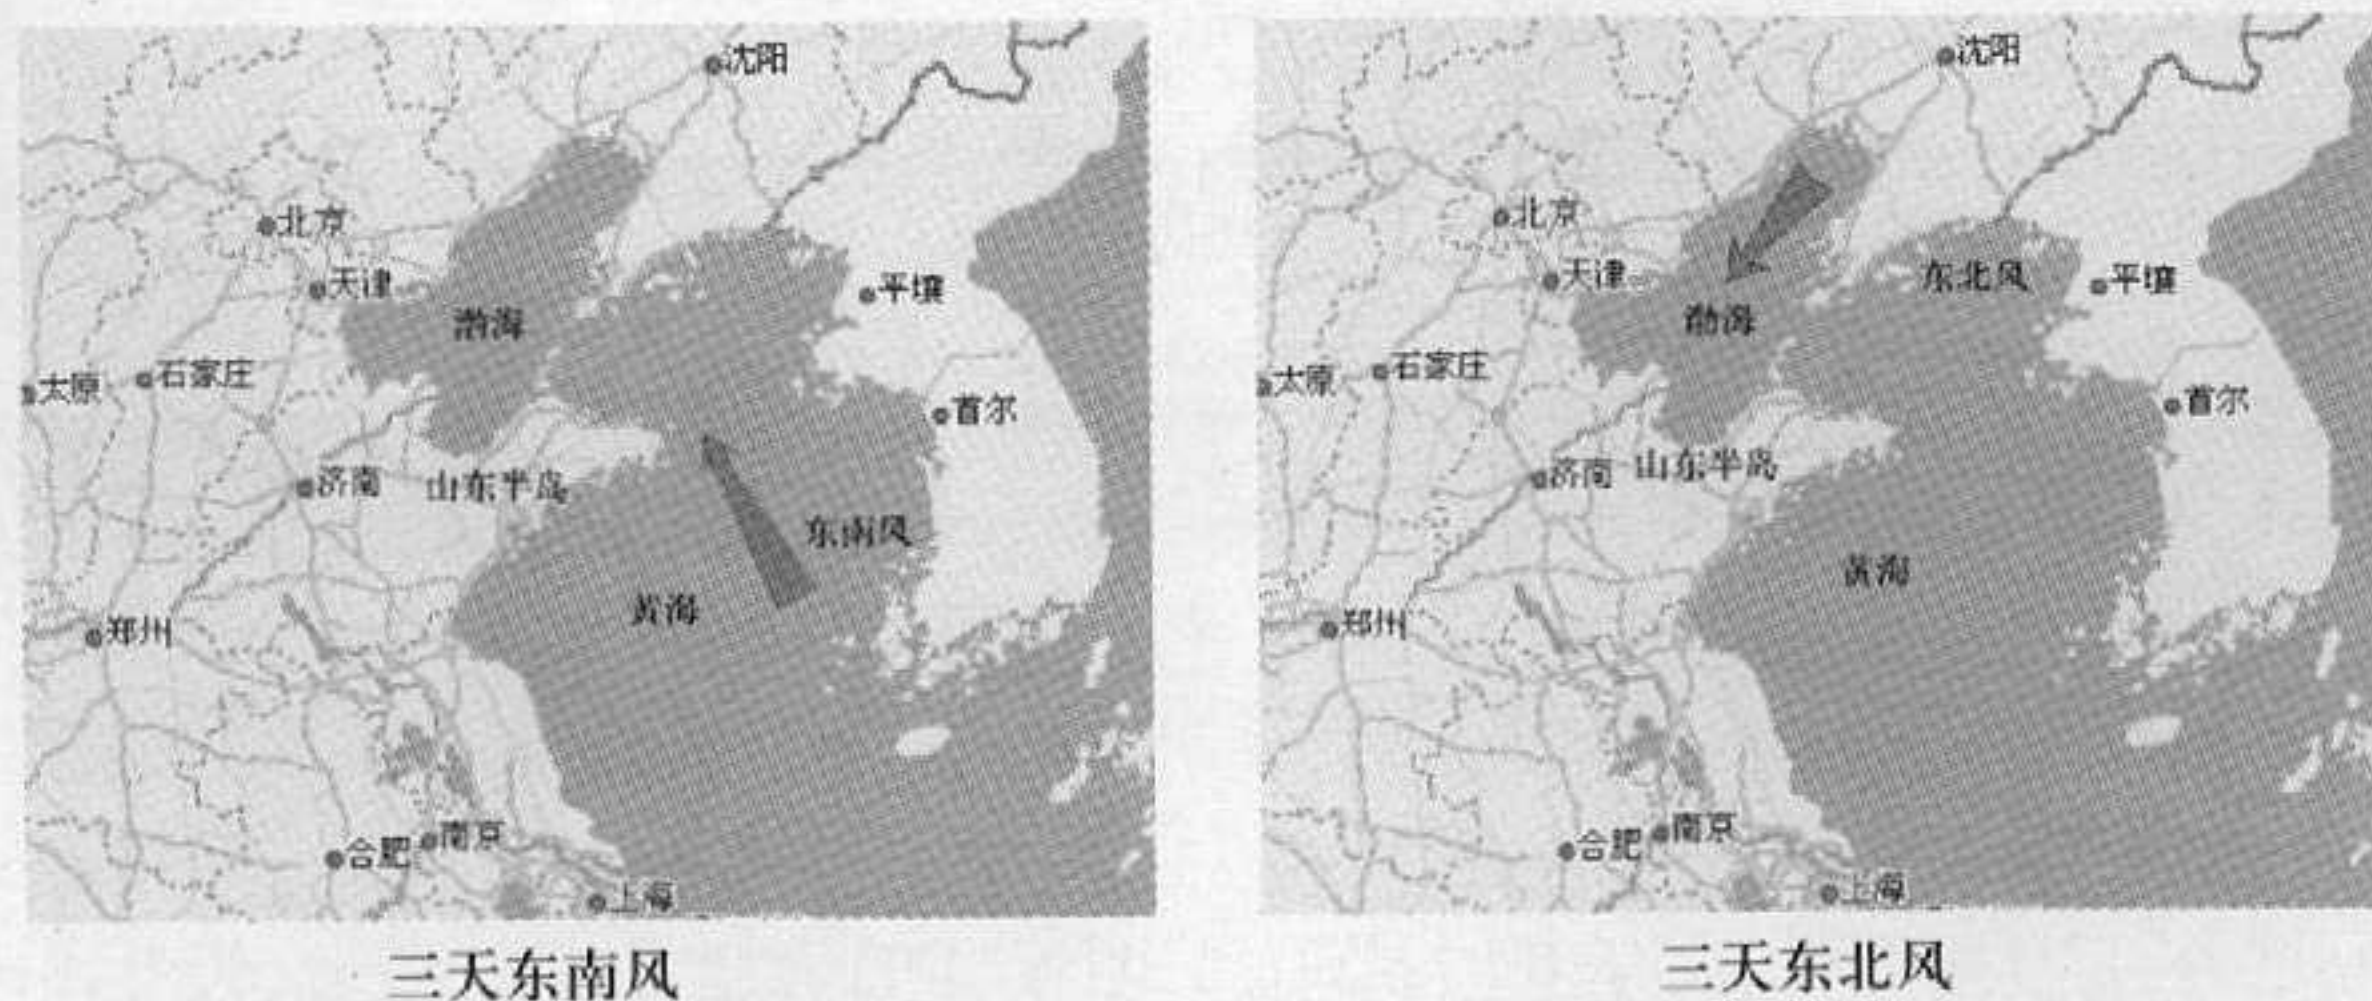 沈阳
北京
天津
渤海
平壤
太原
石家庄
首尔
济南
山东半岛
东南风
黄海
郑州
合肥
南京
上海
三天东南风
沈阳
北京
天津
东北风
平壤
渤海
太原
石家庄
首尔
济南
山东半岛
黄海
郑州
合肥
南京
上海
三天东北风